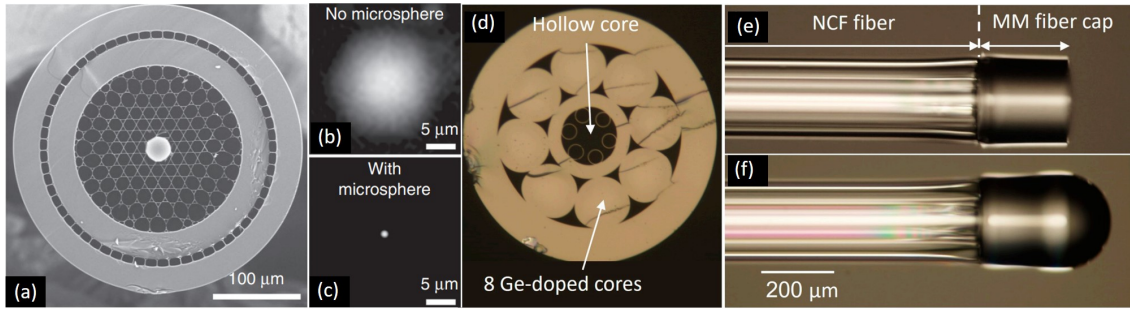 (a)
100 µm
No microsphere
(b)
5 µm
With
microsphere
(c)
5 µm
(d)
Hollow core
8 Ge-doped cores
(e)
NCF fiber
MM fiber cap
(f)
200 µm